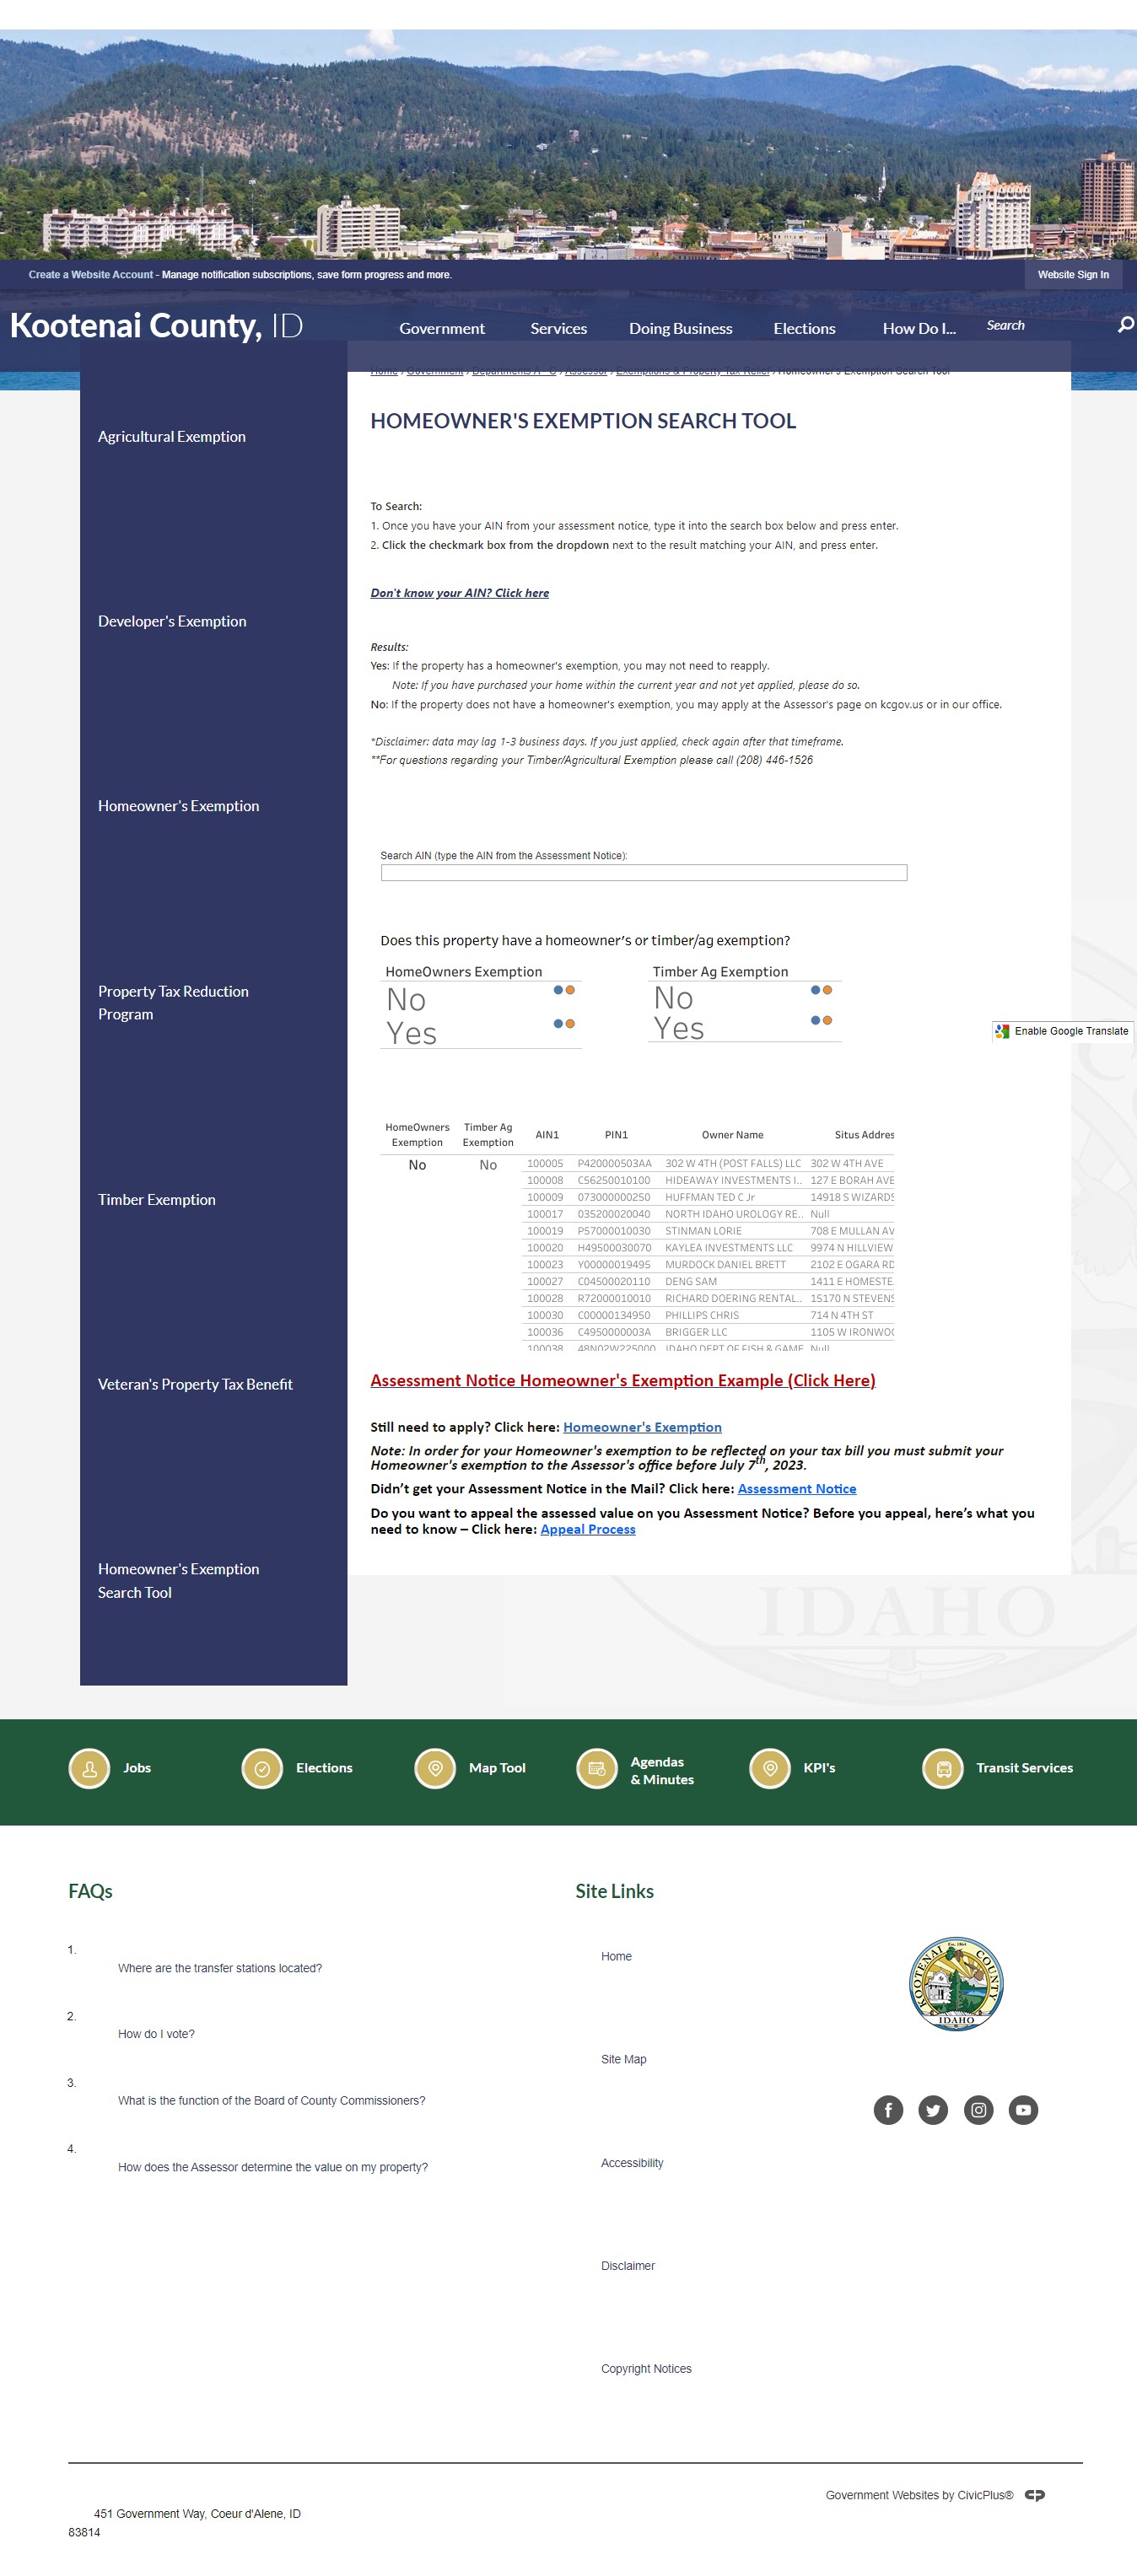 Create a Website Account - Manage notification subscriptions, save form progress and more.
Website Sign In
Kootenai County, ID
Government
Services
Doing Business
Elections
How Do I...
Search
Home › Government › Departments A - G › Assessor › Exemptions & Property Tax Relief › Homeowner's Exemption Search Tool
Agricultural Exemption
Developer's Exemption
Homeowner's Exemption
Property Tax Reduction
Program
Timber Exemption
Veteran's Property Tax Benefit
Homeowner's Exemption
Search Tool
HOMEOWNER'S EXEMPTION SEARCH TOOL
To Search:
1. Once you have your AIN from your assessment notice, type it into the search box below and press enter.
2. Click the checkmark box from the dropdown next to the result matching your AIN, and press enter.
Don't know your AIN? Click here
Results:
Yes: If the property has a homeowner's exemption, you may not need to reapply.
Note: If you have purchased your home within the current year and not yet applied, please do so.
No: If the property does not have a homeowner's exemption, you may apply at the Assessor's page on kcgov.us or in our office.
*Disclaimer: data may lag 1-3 business days. If you just applied, check again after that timeframe.
**For questions regarding your Timber/Agricultural Exemption please call (208) 446-1526
Search AIN (type the AIN from the Assessment Notice):
Does this property have a homeowner's or timber/ag exemption?
HomeOwners Exemption
No
Yes
Timber Ag Exemption
No
Yes
Enable Google Translate
HomeOwners Exemption Timber Ag Exemption AIN1 PIN1 Owner Name Situs Addres
No No 100005 P420000503AA 302 W 4TH (POST FALLS) LLC 302 W 4TH AVE
100008 C56250010100 HIDEAWAY INVESTMENTS I.. 127 E BORAH AVE
100009 073000000250 HUFFMAN TED C Jr 14918 S WIZARDS
100017 035200020040 NORTH IDAHO UROLOGY RE.. Null
100019 P57000010030 STINMAN LORIE 708 E MULLAN AV
100020 H49500030070 KAYLEA INVESTMENTS LLC 9974 N HILLVIEW
100023 Y00000019495 MURDOCK DANIEL BRETT 2102 E OGARA RD
100027 C04500020110 DENG SAM 1411 E HOMESTE
100028 R72000010010 RICHARD DOERING RENTAL.. 15170 N STEVENS
100030 C00000134950 PHILLIPS CHRIS 714 N 4TH ST
100036 C4950000003A BRIGGER LLC 1105 W IRONWOO
100038 48N02W225000 IDAHO DEPT OF FISH & GAME Null
Assessment Notice Homeowner's Exemption Example (Click Here)
Still need to apply? Click here: Homeowner's Exemption
Note: In order for your Homeowner's exemption to be reflected on your tax bill you must submit your
Homeowner's exemption to the Assessor's office before July 7th, 2023.
Didn't get your Assessment Notice in the Mail? Click here: Assessment Notice
Do you want to appeal the assessed value on you Assessment Notice? Before you appeal, here's what you
need to know – Click here: Appeal Process
IDAHO
Jobs
Elections
Map Tool
Agendas
& Minutes
KPI's
Transit Services
FAQs
1.
Where are the transfer stations located?
2.
How do I vote?
3.
What is the function of the Board of County Commissioners?
4.
How does the Assessor determine the value on my property?
Site Links
Home
Site Map
Accessibility
Disclaimer
Copyright Notices
Est. 1864
KOOTENAI COUNTY
IDAHO
Government Websites by CivicPlus®
451 Government Way, Coeur d'Alene, ID
83814